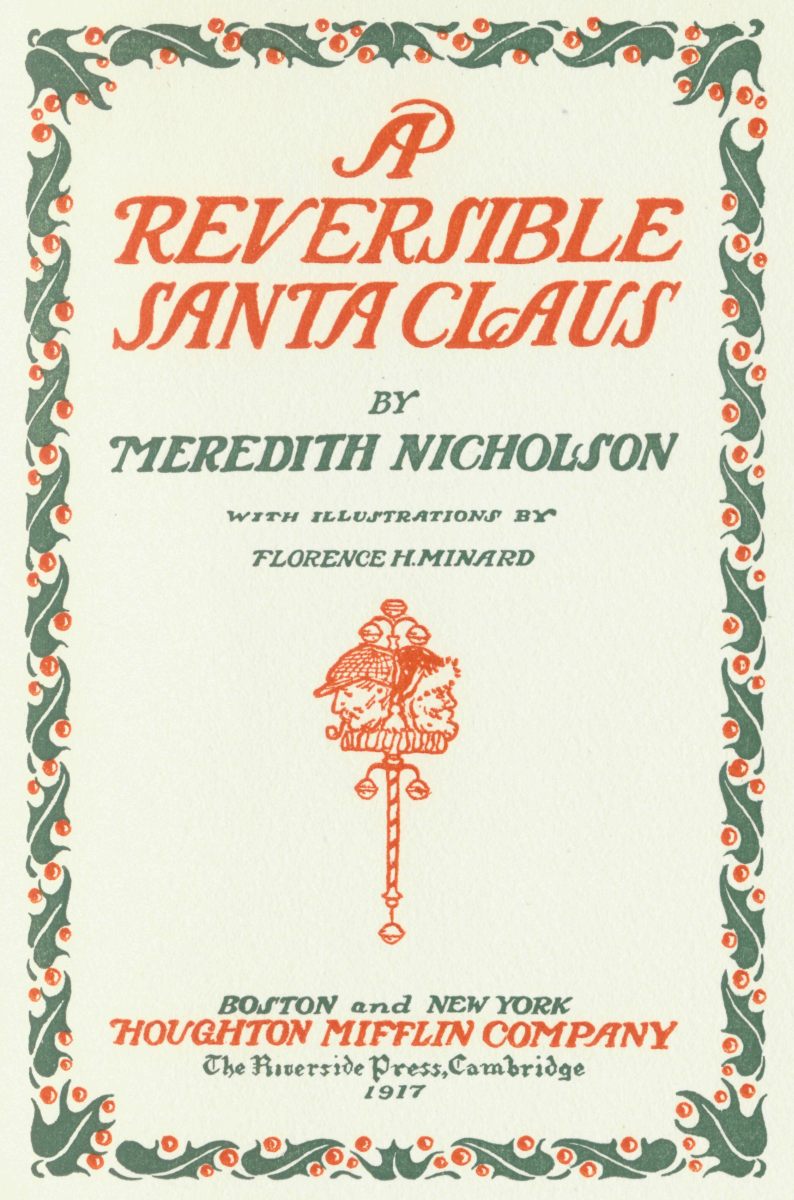 A
REVERSIBLE
SANTA CLAUS
BY
MEREDITH NICHOLSON
WITH ILLUSTRATIONS BY
FLORENCE H. MINARD
BOSTON and NEW YORK
HOUGHTON MIFFLIN COMPANY
The Riverside Press, Cambridge
1917